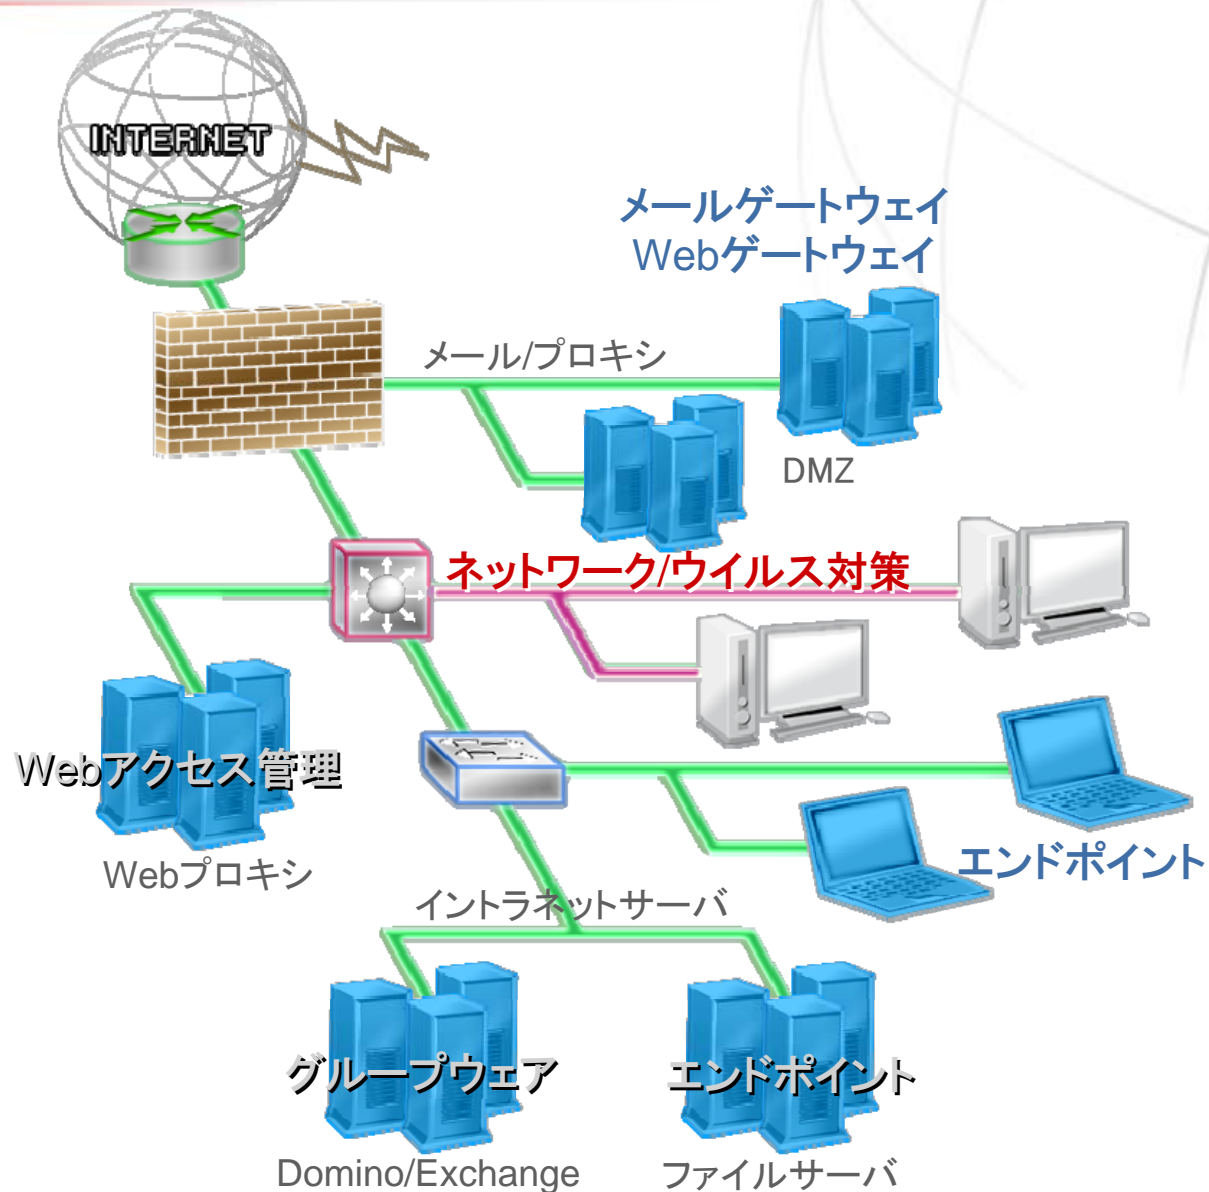 INTERNET
メールゲートウェイ
Webゲートウェイ
メール/プロキシ
DMZ
ネットワーク/ウイルス対策
Webアクセス管理
Webプロキシ
エンドポイント
イントラネットサーバ
グループウェア
エンドポイント
Domino/Exchange
ファイルサーバ